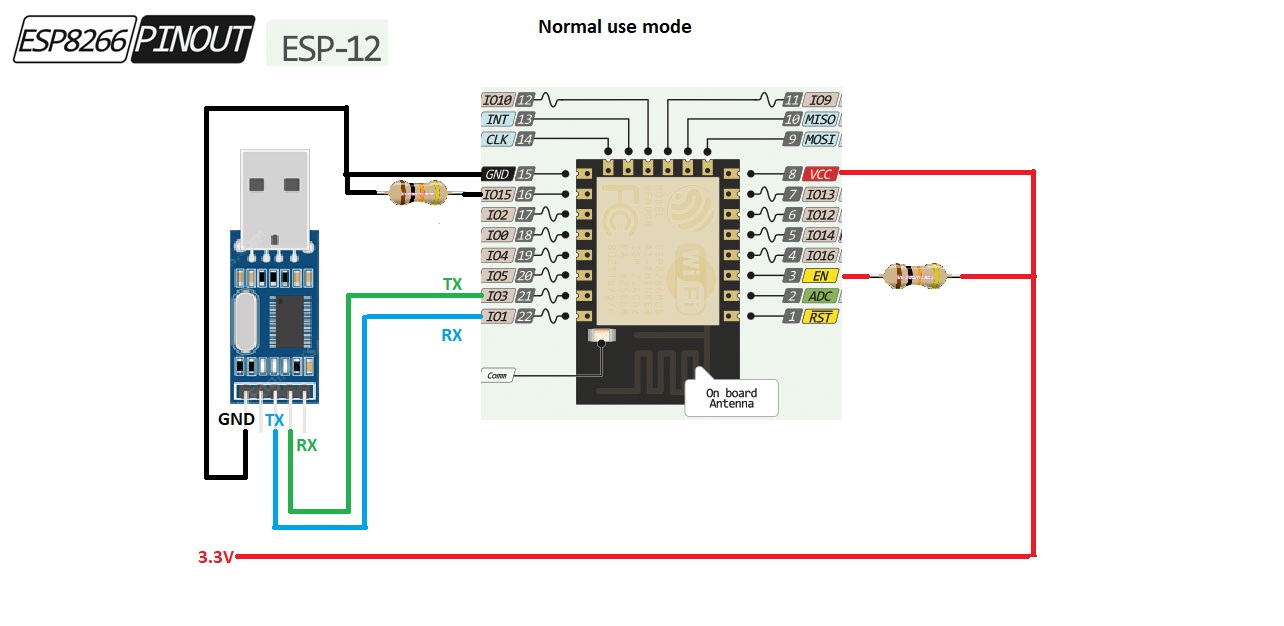 ESP8266 PINOUT
ESP-12
Normal use mode
IO10 12
INT 13
CLK 14
11 IO9
10 MISO
9 MOSI
GND 15
IO15 16
IO2 17
IO0 18
IO4 19
IO5 20
IO3 21
IO1 22
8 VCC
7 IO13
6 IO12
5 IO14
4 IO16
3 EN
2 ADC
1 RST
TX
RX
FCC
WiFi
Comm
On board
Antenna
GND
TX
RX
3.3V